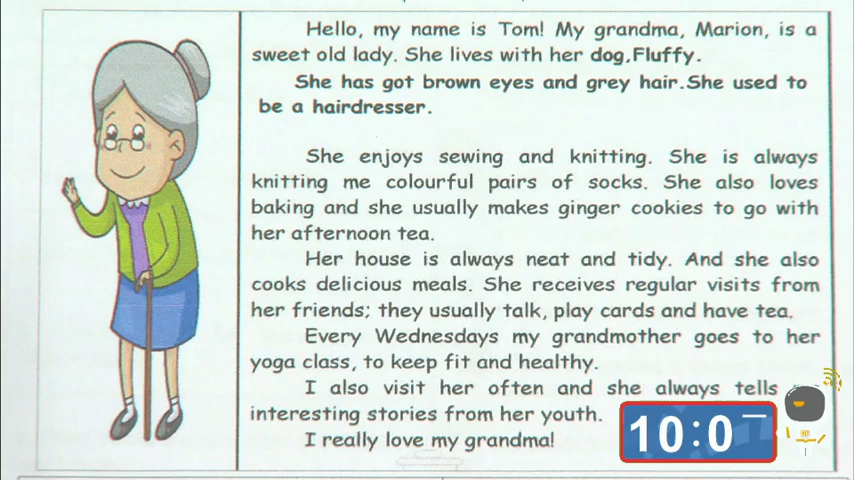 Hello, my name is Tom! My grandma, Marion, is a
sweet old lady. She lives with her dog,Fluffy.
She has got brown eyes and grey hair.She used to
be a hairdresser.
She enjoys sewing and knitting. She is always
knitting me colourful pairs of socks. She also loves
baking and she usually makes ginger cookies to go with
her afternoon tea.
Her house is always neat and tidy. And she also
cooks delicious meals. She receives regular visits from
her friends; they usually talk, play cards and have tea.
Every Wednesdays my grandmother goes to her
yoga class, to keep fit and healthy.
I also visit her often and she always tells
interesting stories from her youth.
I really love my grandma!
10:0